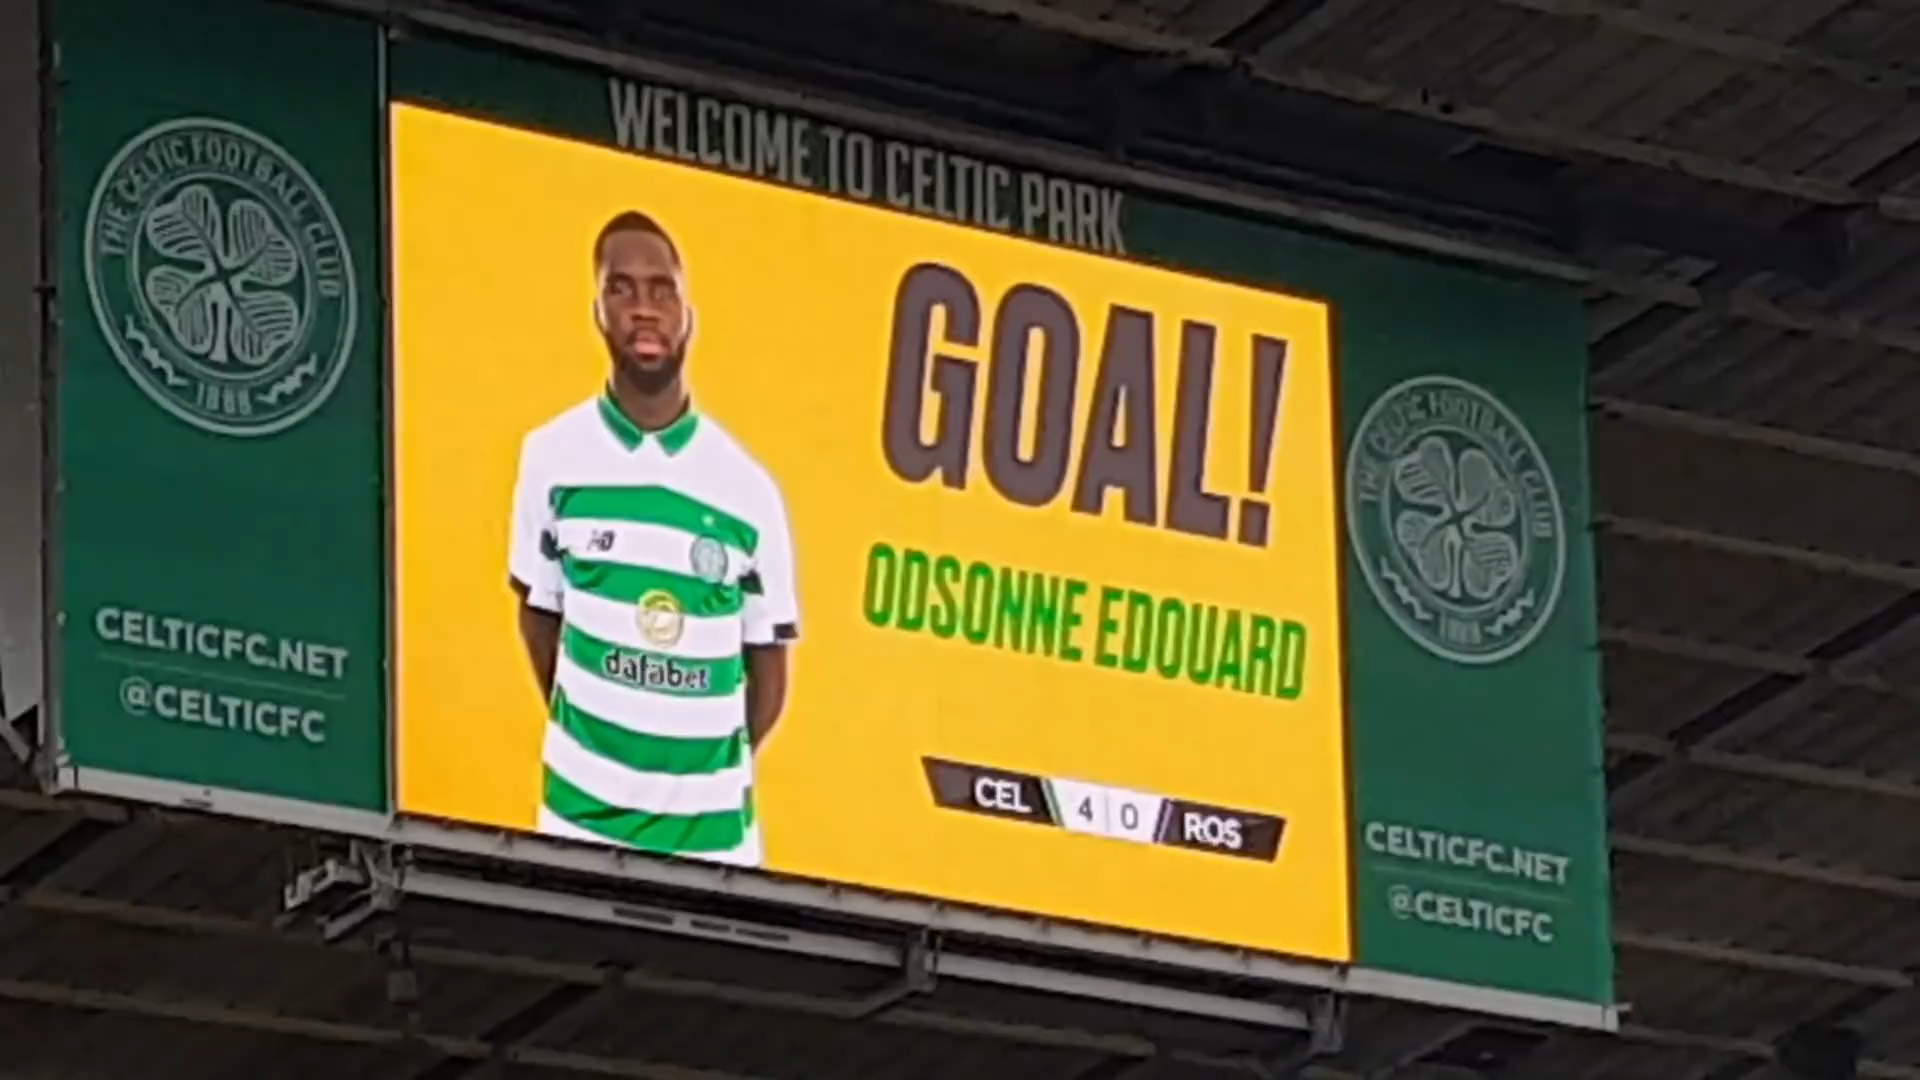 WELCOME TO CELTIC PARK
THE CELTIC FOOTBALL CLUB
1888
CELTICFC.NET
@CELTICFC
GOAL!
ODSONNE EDOUARD
dafabet
CEL 4 0 ROS
THE CELTIC FOOTBALL CLUB
1888
CELTICFC.NET
@CELTICFC